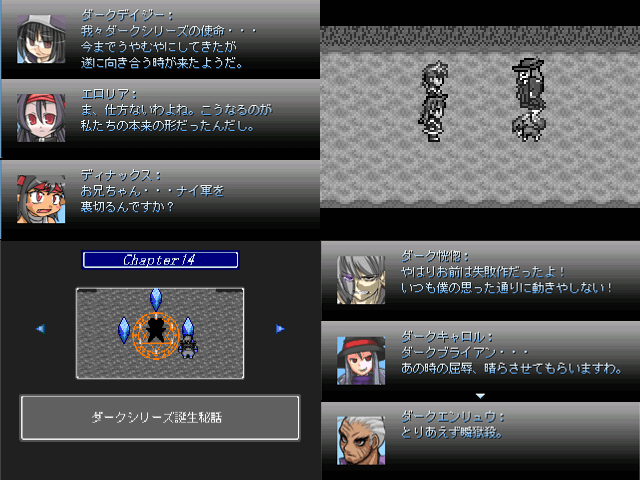 ダークデイジー：
我々ダークシリーズの使命・・・
今までうやむやにしてきたが
遂に向き合う時が来たようだ。
エロリア：
ま、仕方ないわよね。こうなるのが
私たちの本来の形だったんだし。
ディナックス：
お兄ちゃん・・・ナイ軍を
裏切るんですか？
Chapter14
ダークシリーズ誕生秘話
ダーク恍惚：
やはりお前は失敗作だったよ！
いつも僕の思った通りに動きやしない！
ダークキャロル：
ダークブライアン・・・
あの時の屈辱、晴らさせてもらいますわ。
ダークエンリュウ：
とりあえず瞬獄殺。